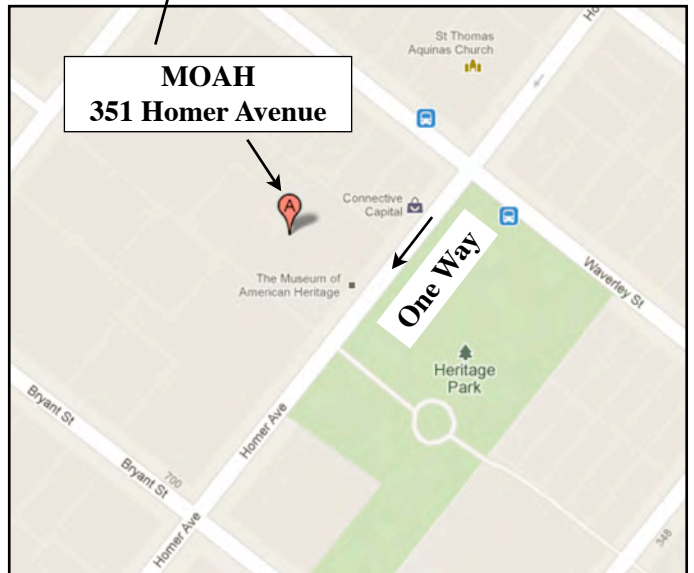 MOAH
351 Homer Avenue
St Thomas
Aquinas Church
A
Connective
Capital
One Way
Waverley St
The Museum of
American Heritage
Heritage
Park
Bryant St
Homer Ave
Bryant St
700
Homer Ave
348
Ho